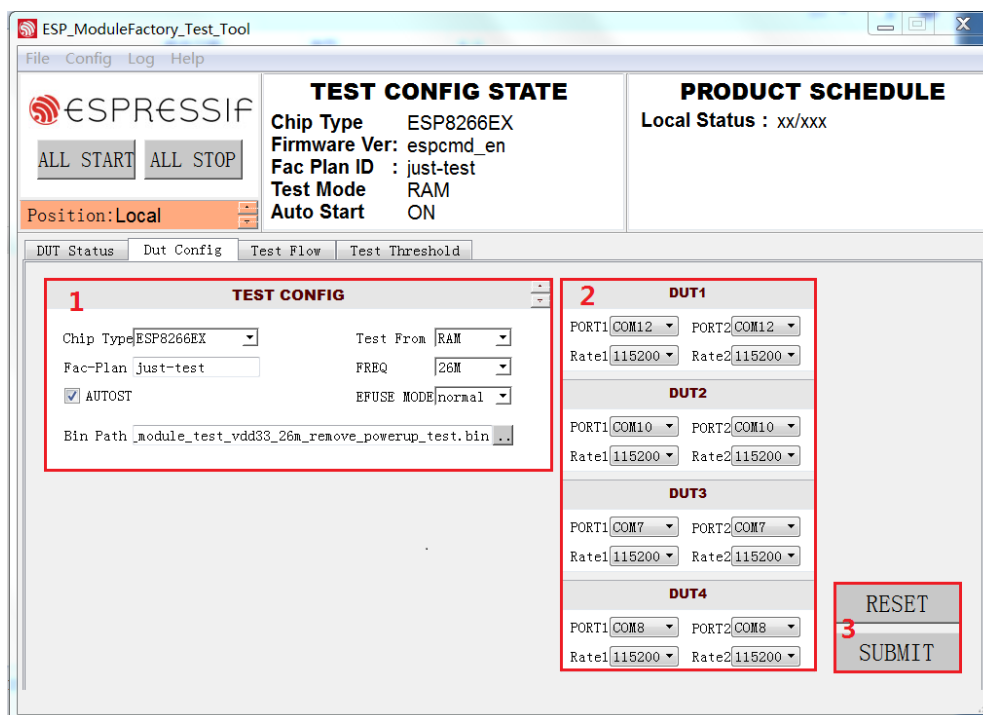 ESP_ModuleFactory_Test_Tool
File Config Log Help
ESPRESSIF
ALL START ALL STOP
Position:Local
TEST CONFIG STATE
Chip Type ESP8266EX
Firmware Ver: espcmd_en
Fac Plan ID : just-test
Test Mode RAM
Auto Start ON
PRODUCT SCHEDULE
Local Status : xx/xxx
DUT Status Dut Config Test Flow Test Threshold
1 TEST CONFIG
Chip Type ESP8266EX Test From RAM
Fac-Plan just-test FREQ 26M
AUTOST EFUSE MODE normal
Bin Path _module_test_vdd33_26m_remove_powerup_test.bin ..
2 DUT1
PORT1 COM12 PORT2 COM12
Rate1 115200 Rate2 115200
DUT2
PORT1 COM10 PORT2 COM10
Rate1 115200 Rate2 115200
DUT3
PORT1 COM7 PORT2 COM7
Rate1 115200 Rate2 115200
DUT4
PORT1 COM8 PORT2 COM8
Rate1 115200 Rate2 115200
RESET
3
SUBMIT